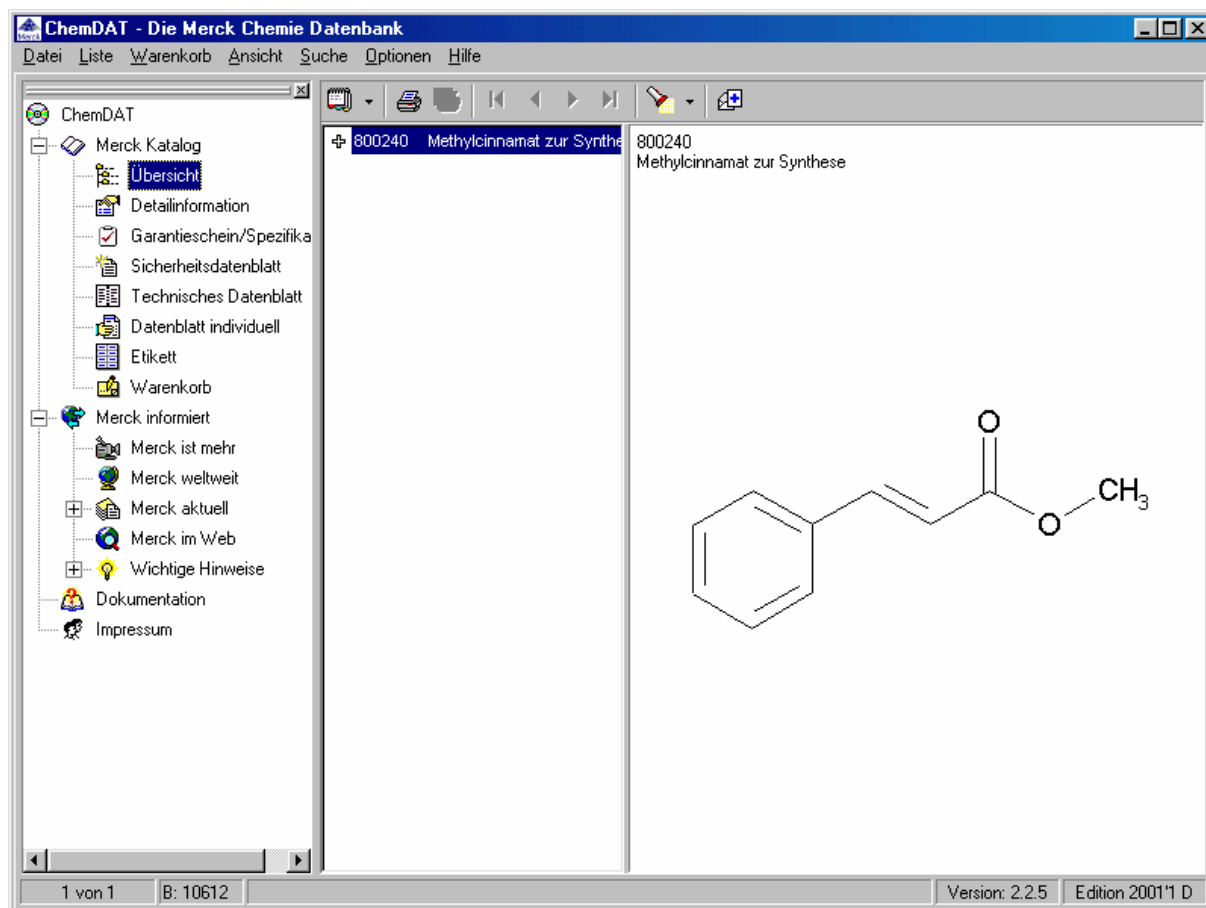 Merck
ChemDAT - Die Merck Chemie Datenbank
Datei Liste Warenkorb Ansicht Suche Optionen Hilfe
ChemDAT
Merck Katalog
Übersicht
Detailinformation
Garantieschein/Spezifika
Sicherheitsdatenblatt
Technisches Datenblatt
Datenblatt individuell
Etikett
Warenkorb
Merck informiert
Merck ist mehr
Merck weltweit
Merck aktuell
Merck im Web
Wichtige Hinweise
Dokumentation
Impressum
800240 Methylcinnamat zur Synthe
800240
Methylcinnamat zur Synthese
O
CH3
O
1 von 1 B: 10612 Version: 2.2.5 Edition 2001'1 D